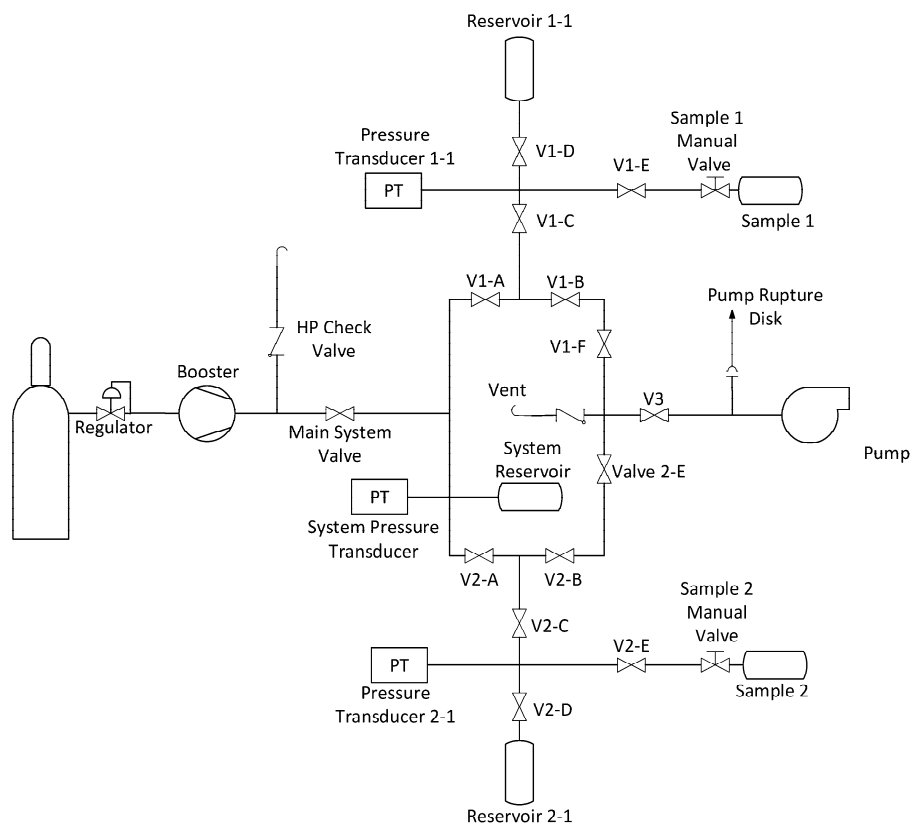 Reservoir 1-1
V1-D
Pressure
Transducer 1-1
PT
V1-E
Sample 1
Manual
Valve
Sample 1
V1-C
V1-A
V1-B
HP Check
Valve
V1-F
Pump Rupture
Disk
Booster
Regulator
Main System
Valve
Vent
V3
Pump
System
Reservoir
Valve 2-E
PT
System Pressure
Transducer
V2-A
V2-B
V2-C
V2-E
Sample 2
Manual
Valve
Sample 2
PT
Pressure
Transducer 2-1
V2-D
Reservoir 2-1